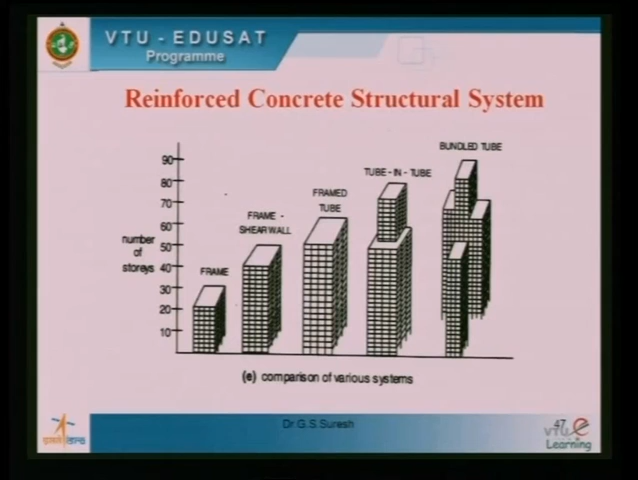 VTU - EDUSAT
Programme
Reinforced Concrete Structural System
BUNDLED TUBE
TUBE - IN - TUBE
FRAMED
TUBE
FRAME -
SHEAR WALL
FRAME
90
80
70
60
50
40
30
20
10
number
of
storeys
(e) comparison of various systems
Dr.G.S.Suresh
47
vtu e
Learning